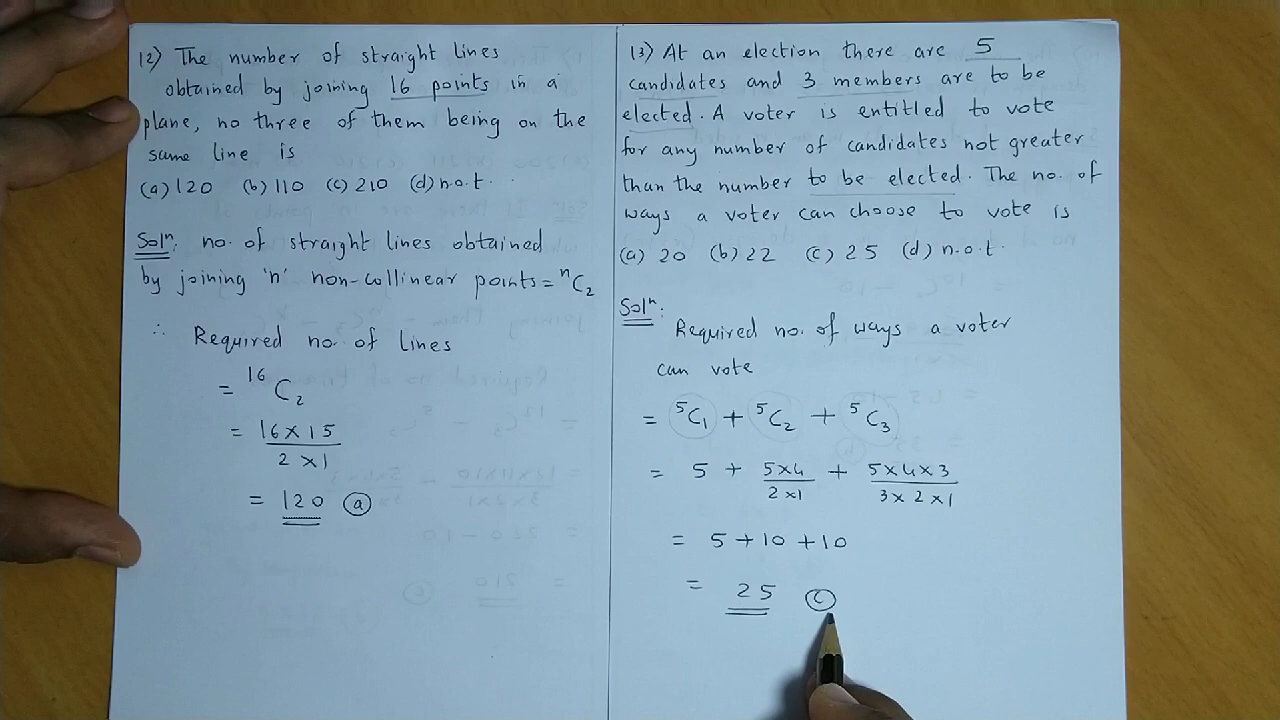 12) The number of straight lines
obtained by joining 16 points in a
plane, no three of them being on the
same line is
(a) 120 (b) 110 (c) 210 (d) n.o.t.
Solⁿ: no. of straight lines obtained
by joining 'n' non-collinear points = ⁿC₂
∴ Required no. of lines
= ¹⁶C₂
= 16×15
2×1
= 120 (a)
13) At an election there are 5
candidates and 3 members are to be
elected. A voter is entitled to vote
for any number of candidates not greater
than the number to be elected. The no. of
ways a voter can choose to vote is
(a) 20 (b) 22 (c) 25 (d) n.o.t.
Solⁿ:
Required no. of ways a voter
can vote
= ⁵C₁ + ⁵C₂ + ⁵C₃
= 5 + 5×4 + 5×4×3
2×1 3×2×1
= 5+10+10
= 25 (c)